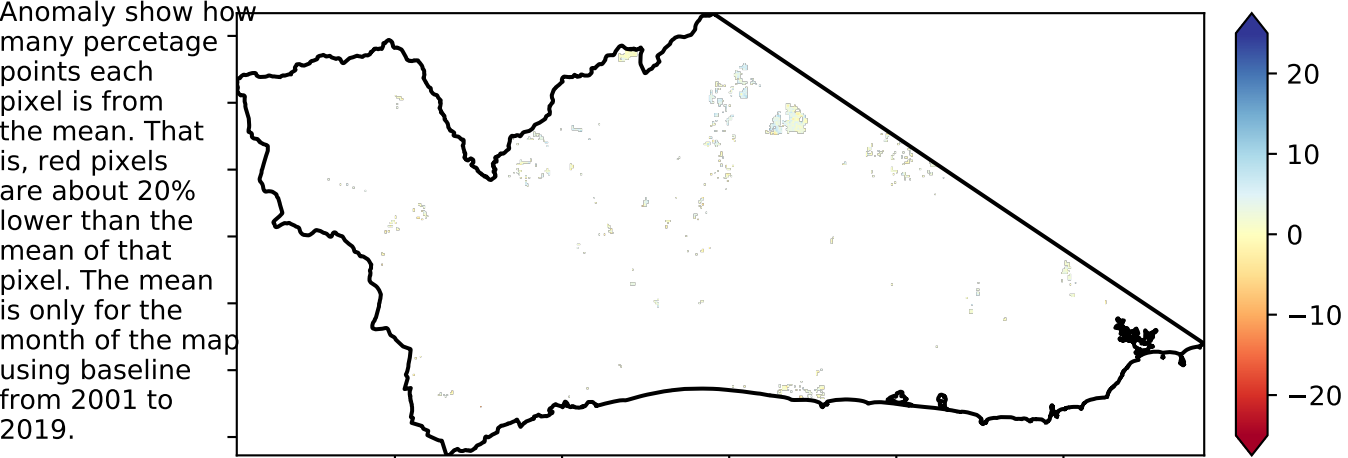 Anomaly show how
many percetage
points each
pixel is from
the mean. That
is, red pixels
are about 20%
lower than the
mean of that
pixel. The mean
is only for the
month of the map
using baseline
from 2001 to
2019.
20
10
0
−10
−20